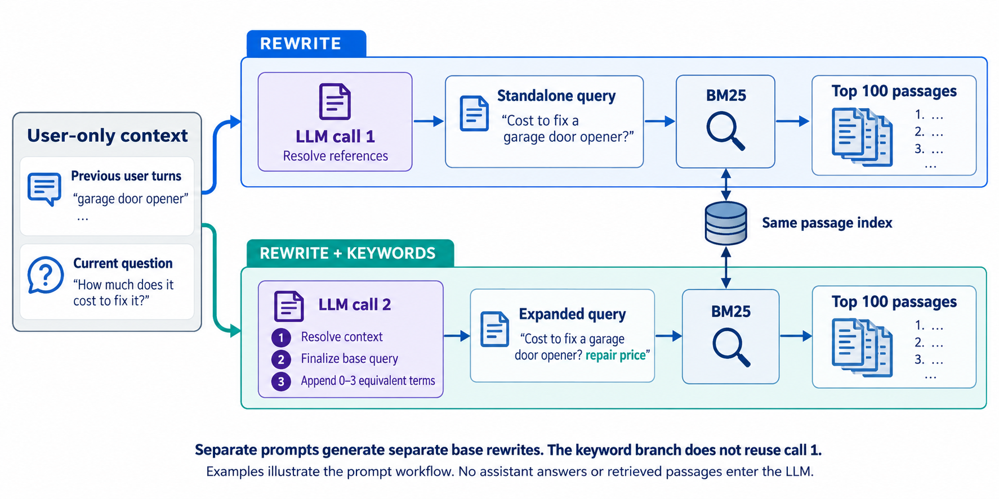 REWRITE
User-only context
Previous user turns
“garage door opener”
...
Current question
“How much does it
cost to fix it?”
LLM call 1
Resolve references
Standalone query
“Cost to fix a
garage door opener?”
BM25
Top 100 passages
1. ...
2. ...
3. ...
...
Same passage index
REWRITE + KEYWORDS
LLM call 2
1 Resolve context
2 Finalize base query
3 Append 0–3 equivalent terms
Expanded query
“Cost to fix a garage
door opener? repair price”
BM25
Top 100 passages
1. ...
2. ...
3. ...
...
Separate prompts generate separate base rewrites. The keyword branch does not reuse call 1.
Examples illustrate the prompt workflow. No assistant answers or retrieved passages enter the LLM.